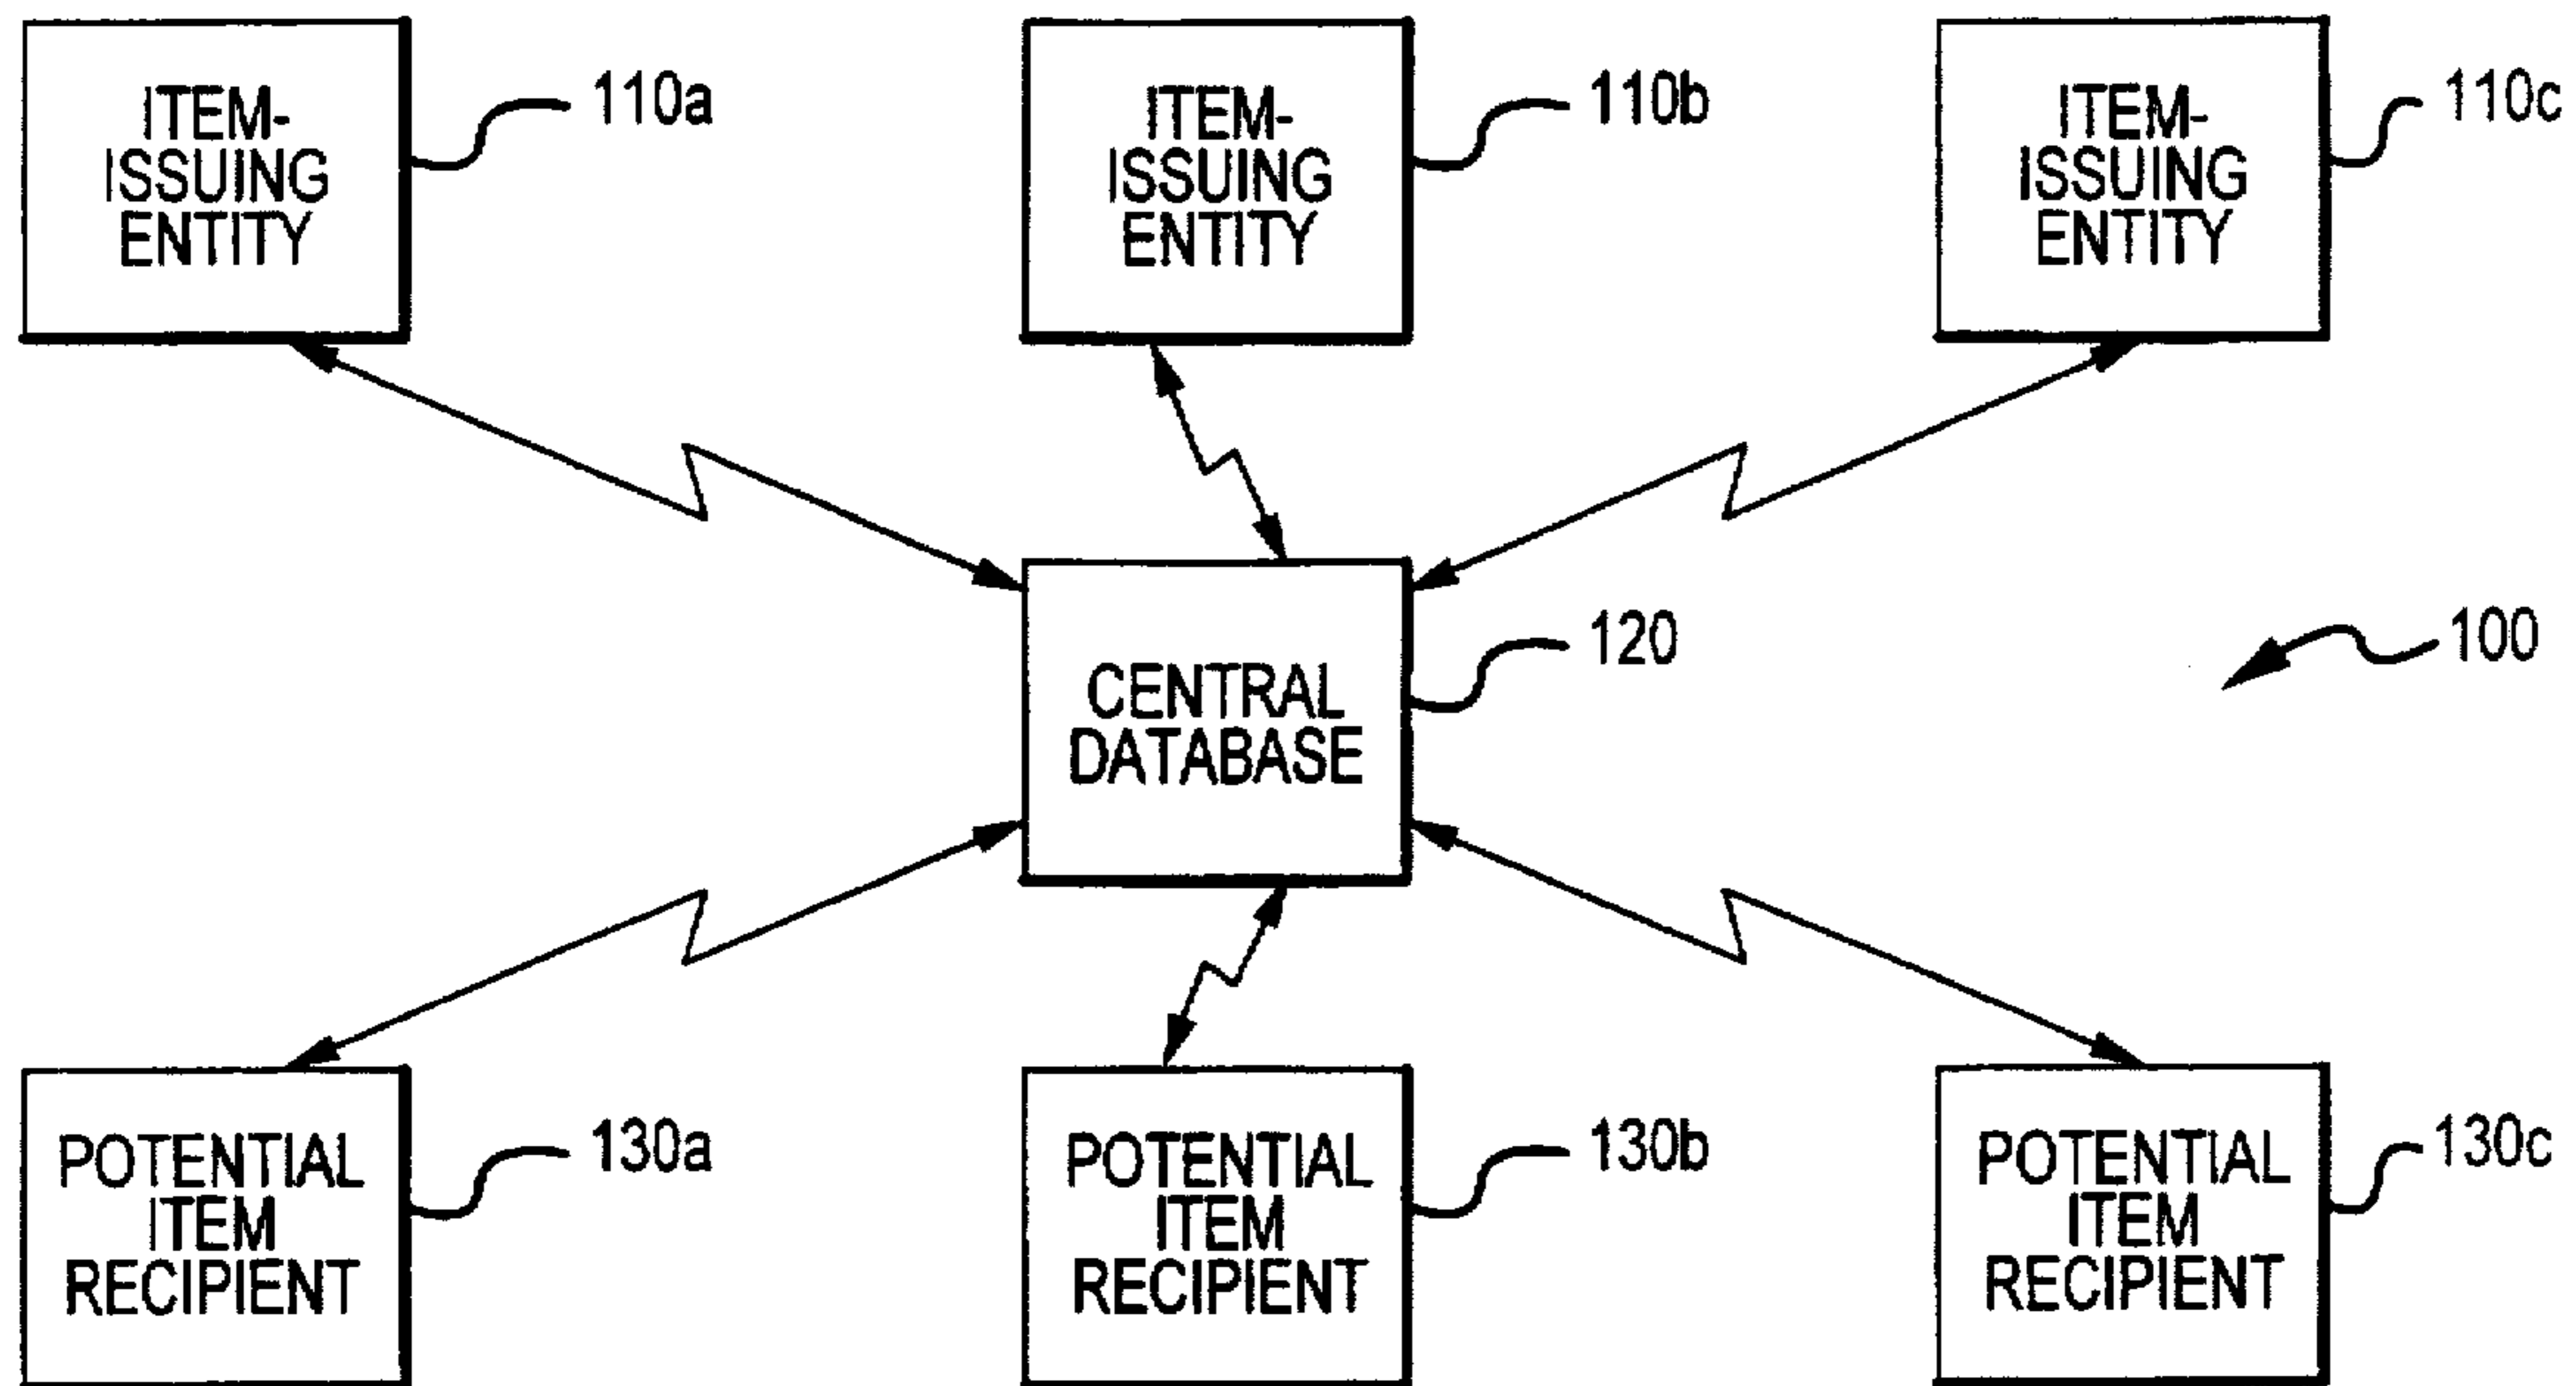 ITEM-
ISSUING
ENTITY
110a
ITEM-
ISSUING
ENTITY
110b
ITEM-
ISSUING
ENTITY
110c
CENTRAL
DATABASE
120
100
POTENTIAL
ITEM
RECIPIENT
130a
POTENTIAL
ITEM
RECIPIENT
130b
POTENTIAL
ITEM
RECIPIENT
130c